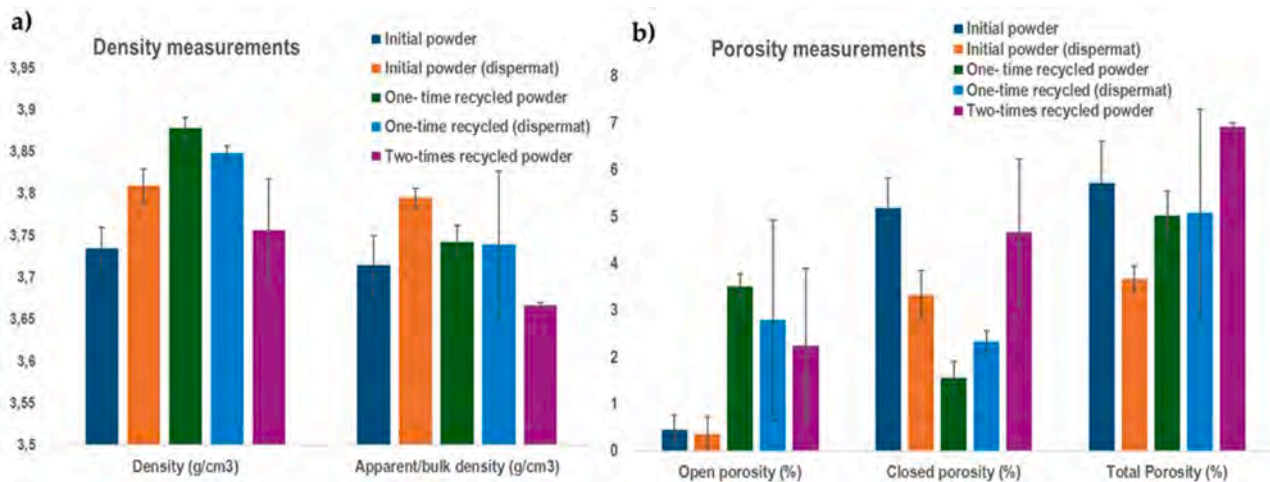 a)
Density measurements
Initial powder
Initial powder (dispermat)
One- time recycled powder
One-time recycled (dispermat)
Two-times recycled powder
3,95
3,9
3,85
3,8
3,75
3,7
3,65
3,6
3,55
3,5
Density (g/cm3)
Apparent/bulk density (g/cm3)
b)
Porosity measurements
Initial powder
Initial powder (dispermat)
One- time recycled powder
One-time recycled (dispermat)
Two-times recycled powder
8
7
6
5
4
3
2
1
0
Open porosity (%)
Closed porosity (%)
Total Porosity (%)